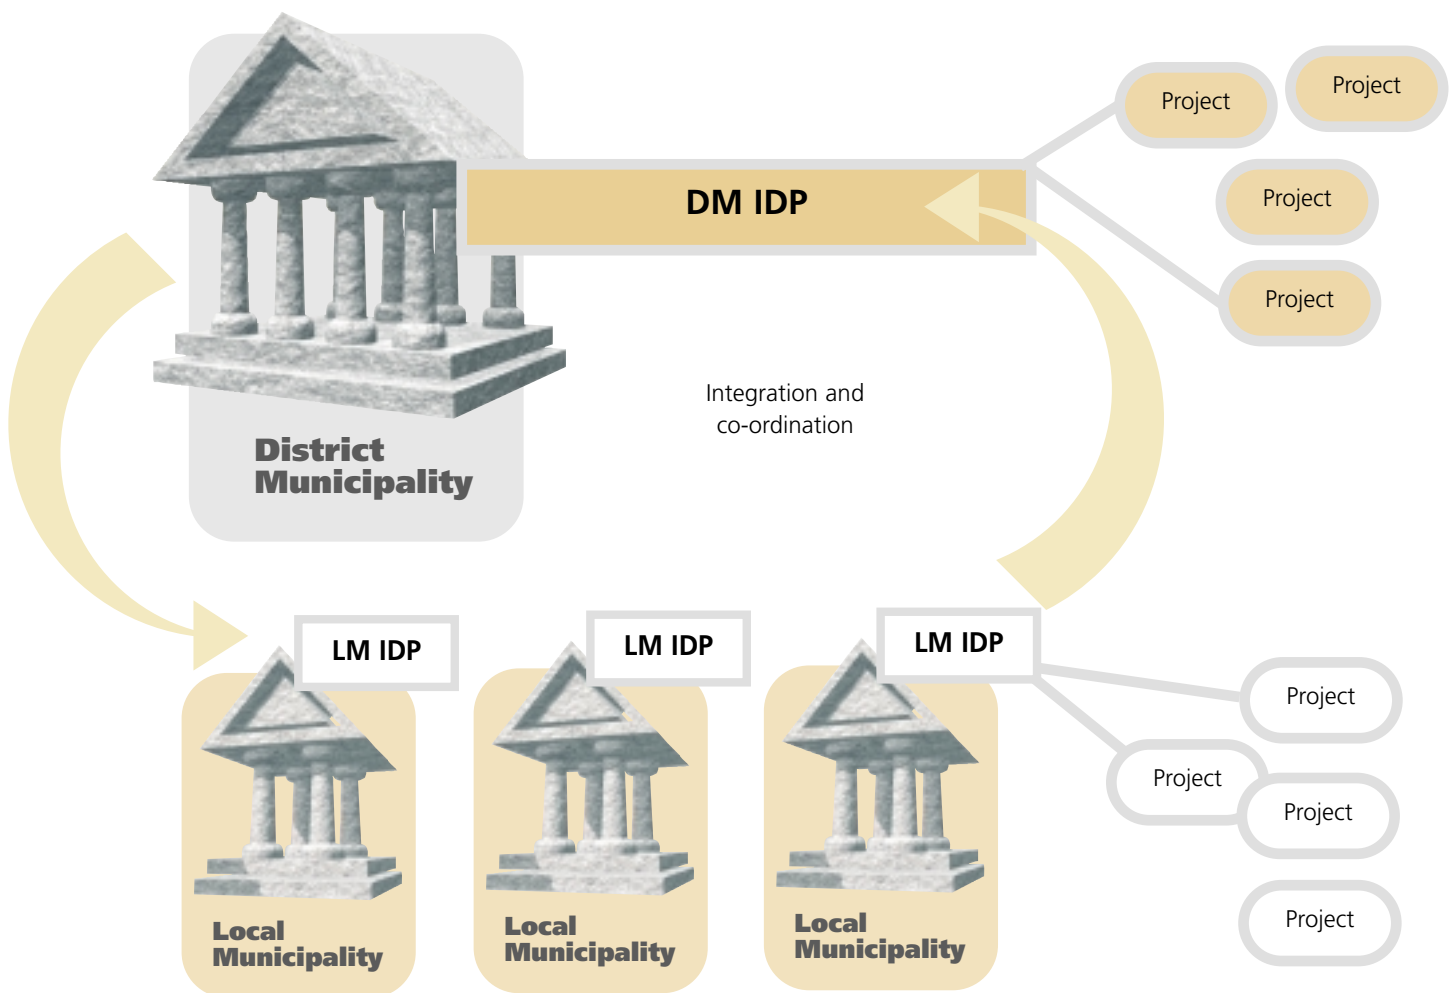 Project
Project
DM IDP
Project
Project
Integration and
co-ordination
District
Municipality
LM IDP
LM IDP
LM IDP
Project
Project
Project
Project
Local
Municipality
Local
Municipality
Local
Municipality